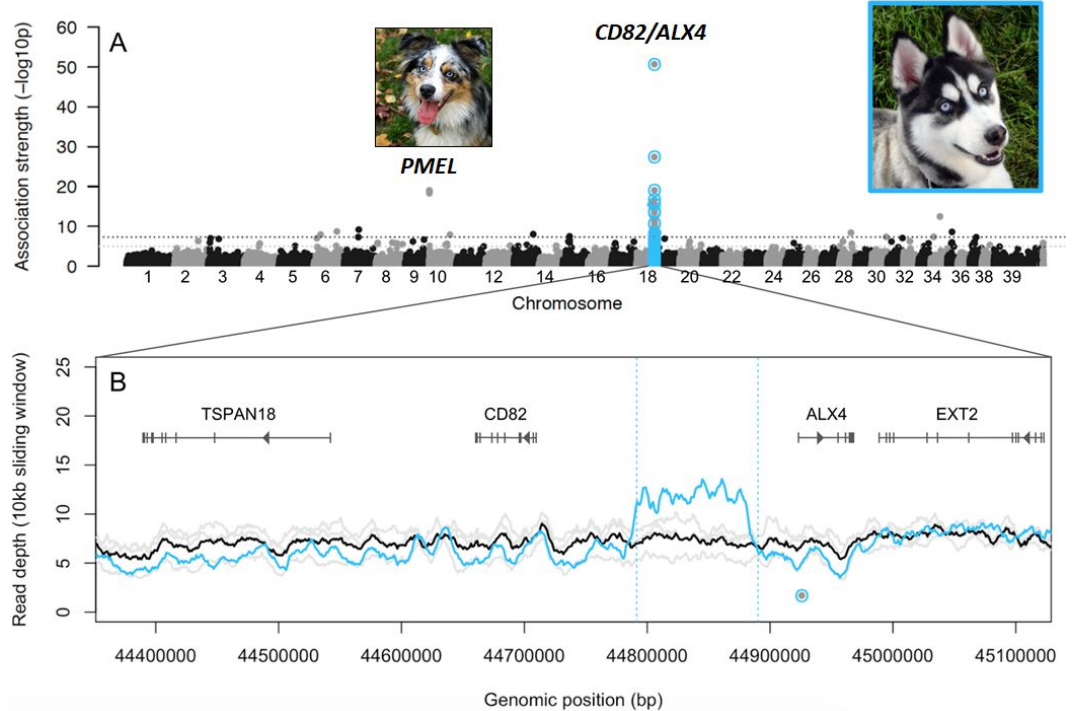 A
Association strength (−log10p)
60
50
40
30
20
10
0
PMEL
CD82/ALX4
1 2 3 4 5 6 7 8 9 10 12 14 16 18 20 22 24 26 28 30 32 34 36 38 39
Chromosome
B
Read depth (10kb sliding window)
25
20
15
10
5
0
TSPAN18 CD82 ALX4 EXT2
44400000 44500000 44600000 44700000 44800000 44900000 45000000 45100000
Genomic position (bp)